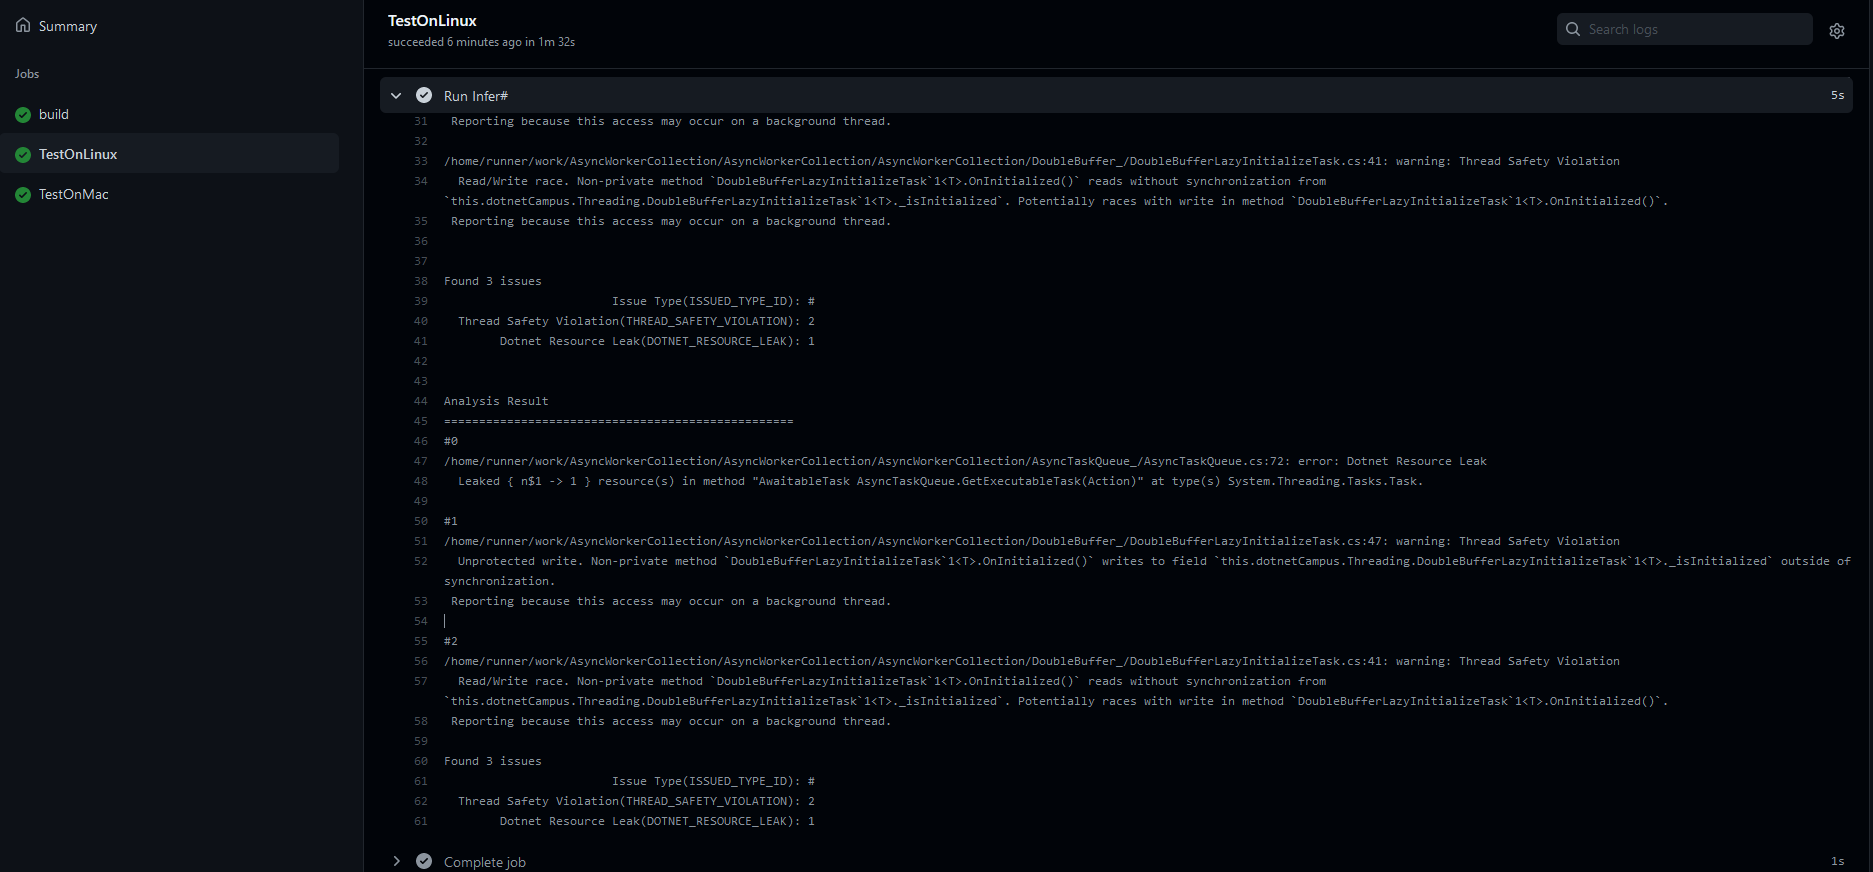 Summary
Jobs
build
TestOnLinux
TestOnMac
TestOnLinux
succeeded 6 minutes ago in 1m 32s
Search logs
Run Infer# 5s
31 Reporting because this access may occur on a background thread.
32
33 /home/runner/work/AsyncWorkerCollection/AsyncWorkerCollection/AsyncWorkerCollection/DoubleBuffer_/DoubleBufferLazyInitializeTask.cs:41: warning: Thread Safety Violation
34 Read/Write race. Non-private method `DoubleBufferLazyInitializeTask`1<T>.OnInitialized()` reads without synchronization from
`this.dotnetCampus.Threading.DoubleBufferLazyInitializeTask`1<T>._isInitialized`. Potentially races with write in method `DoubleBufferLazyInitializeTask`1<T>.OnInitialized()`.
35 Reporting because this access may occur on a background thread.
36
37
38 Found 3 issues
39 Issue Type(ISSUED_TYPE_ID): #
40 Thread Safety Violation(THREAD_SAFETY_VIOLATION): 2
41 Dotnet Resource Leak(DOTNET_RESOURCE_LEAK): 1
42
43
44 Analysis Result
45 ==================================================
46 #0
47 /home/runner/work/AsyncWorkerCollection/AsyncWorkerCollection/AsyncWorkerCollection/AsyncTaskQueue_/AsyncTaskQueue.cs:72: error: Dotnet Resource Leak
48 Leaked { n$1 -> 1 } resource(s) in method "AwaitableTask AsyncTaskQueue.GetExecutableTask(Action)" at type(s) System.Threading.Tasks.Task.
49
50 #1
51 /home/runner/work/AsyncWorkerCollection/AsyncWorkerCollection/AsyncWorkerCollection/DoubleBuffer_/DoubleBufferLazyInitializeTask.cs:47: warning: Thread Safety Violation
52 Unprotected write. Non-private method `DoubleBufferLazyInitializeTask`1<T>.OnInitialized()` writes to field `this.dotnetCampus.Threading.DoubleBufferLazyInitializeTask`1<T>._isInitialized` outside of
synchronization.
53 Reporting because this access may occur on a background thread.
54
55 #2
56 /home/runner/work/AsyncWorkerCollection/AsyncWorkerCollection/AsyncWorkerCollection/DoubleBuffer_/DoubleBufferLazyInitializeTask.cs:41: warning: Thread Safety Violation
57 Read/Write race. Non-private method `DoubleBufferLazyInitializeTask`1<T>.OnInitialized()` reads without synchronization from
`this.dotnetCampus.Threading.DoubleBufferLazyInitializeTask`1<T>._isInitialized`. Potentially races with write in method `DoubleBufferLazyInitializeTask`1<T>.OnInitialized()`.
58 Reporting because this access may occur on a background thread.
59
60 Found 3 issues
61 Issue Type(ISSUED_TYPE_ID): #
62 Thread Safety Violation(THREAD_SAFETY_VIOLATION): 2
61 Dotnet Resource Leak(DOTNET_RESOURCE_LEAK): 1
Complete job 1s